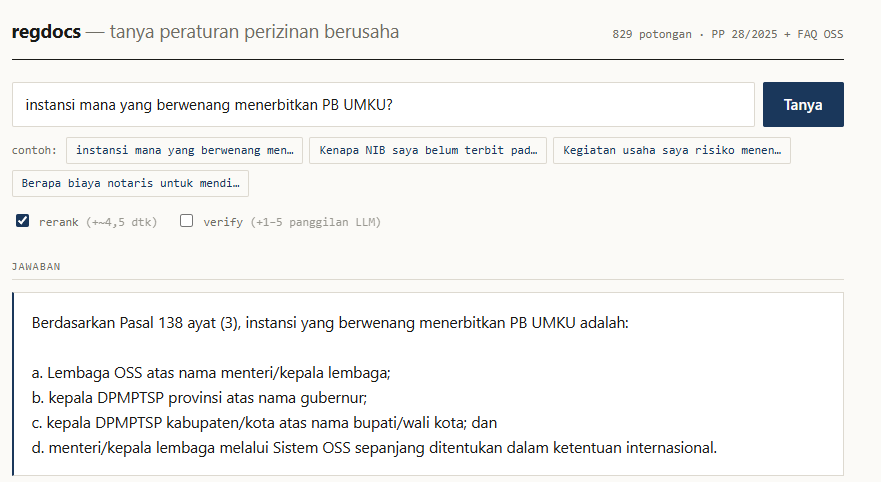 regdocs — tanya peraturan perizinan berusaha
829 potongan · PP 28/2025 + FAQ OSS
instansi mana yang berwenang menerbitkan PB UMKU?
Tanya
contoh:
instansi mana yang berwenang men…
Kenapa NIB saya belum terbit pad…
Kegiatan usaha saya risiko menen…
Berapa biaya notaris untuk mendi…
rerank (+~4,5 dtk)
verify (+1–5 panggilan LLM)
JAWABAN
Berdasarkan Pasal 138 ayat (3), instansi yang berwenang menerbitkan PB UMKU adalah:
a. Lembaga OSS atas nama menteri/kepala lembaga;
b. kepala DPMPTSP provinsi atas nama gubernur;
c. kepala DPMPTSP kabupaten/kota atas nama bupati/wali kota; dan
d. menteri/kepala lembaga melalui Sistem OSS sepanjang ditentukan dalam ketentuan internasional.